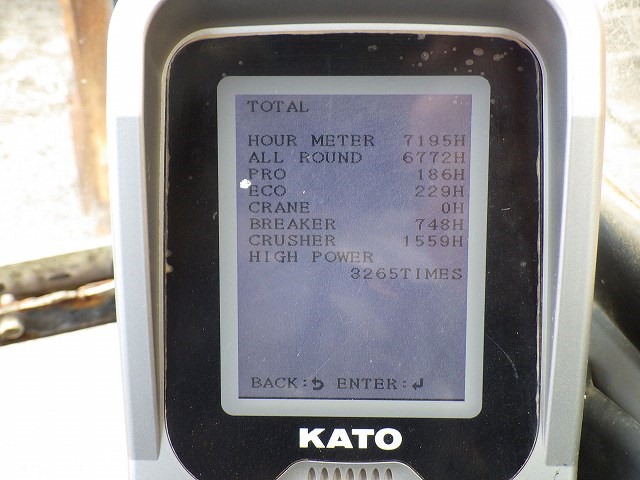 TOTAL
HOUR METER 7195H
ALL ROUND 6772H
PRO 186H
ECO 229H
CRANE 0H
BREAKER 748H
CRUSHER 1559H
HIGH POWER
3265TIMES
BACK:⮌ ENTER:↲
KATO